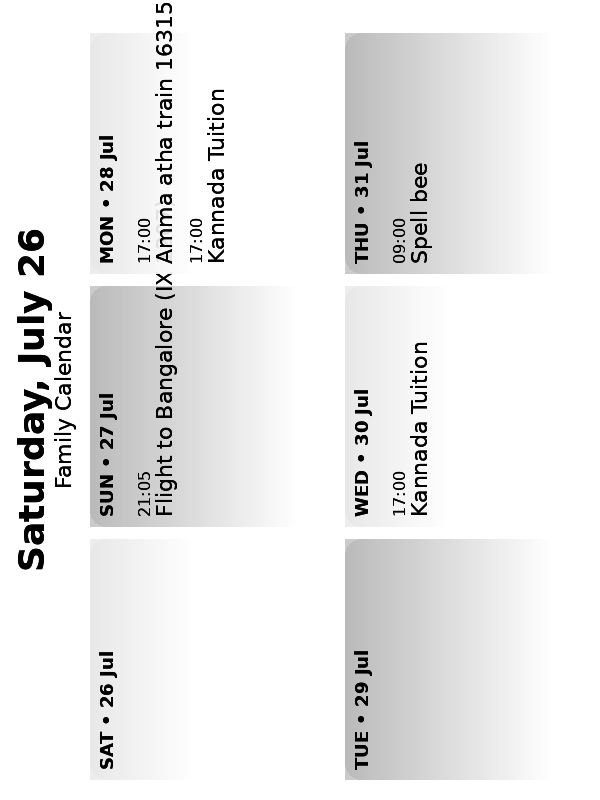 Saturday, July 26
Family Calendar
SAT • 26 Jul
SUN • 27 Jul
21:05
Flight to Bangalore (IX
MON • 28 Jul
17:00
Amma atha train 16315
17:00
Kannada Tuition
TUE • 29 Jul
WED • 30 Jul
17:00
Kannada Tuition
THU • 31 Jul
09:00
Spell bee